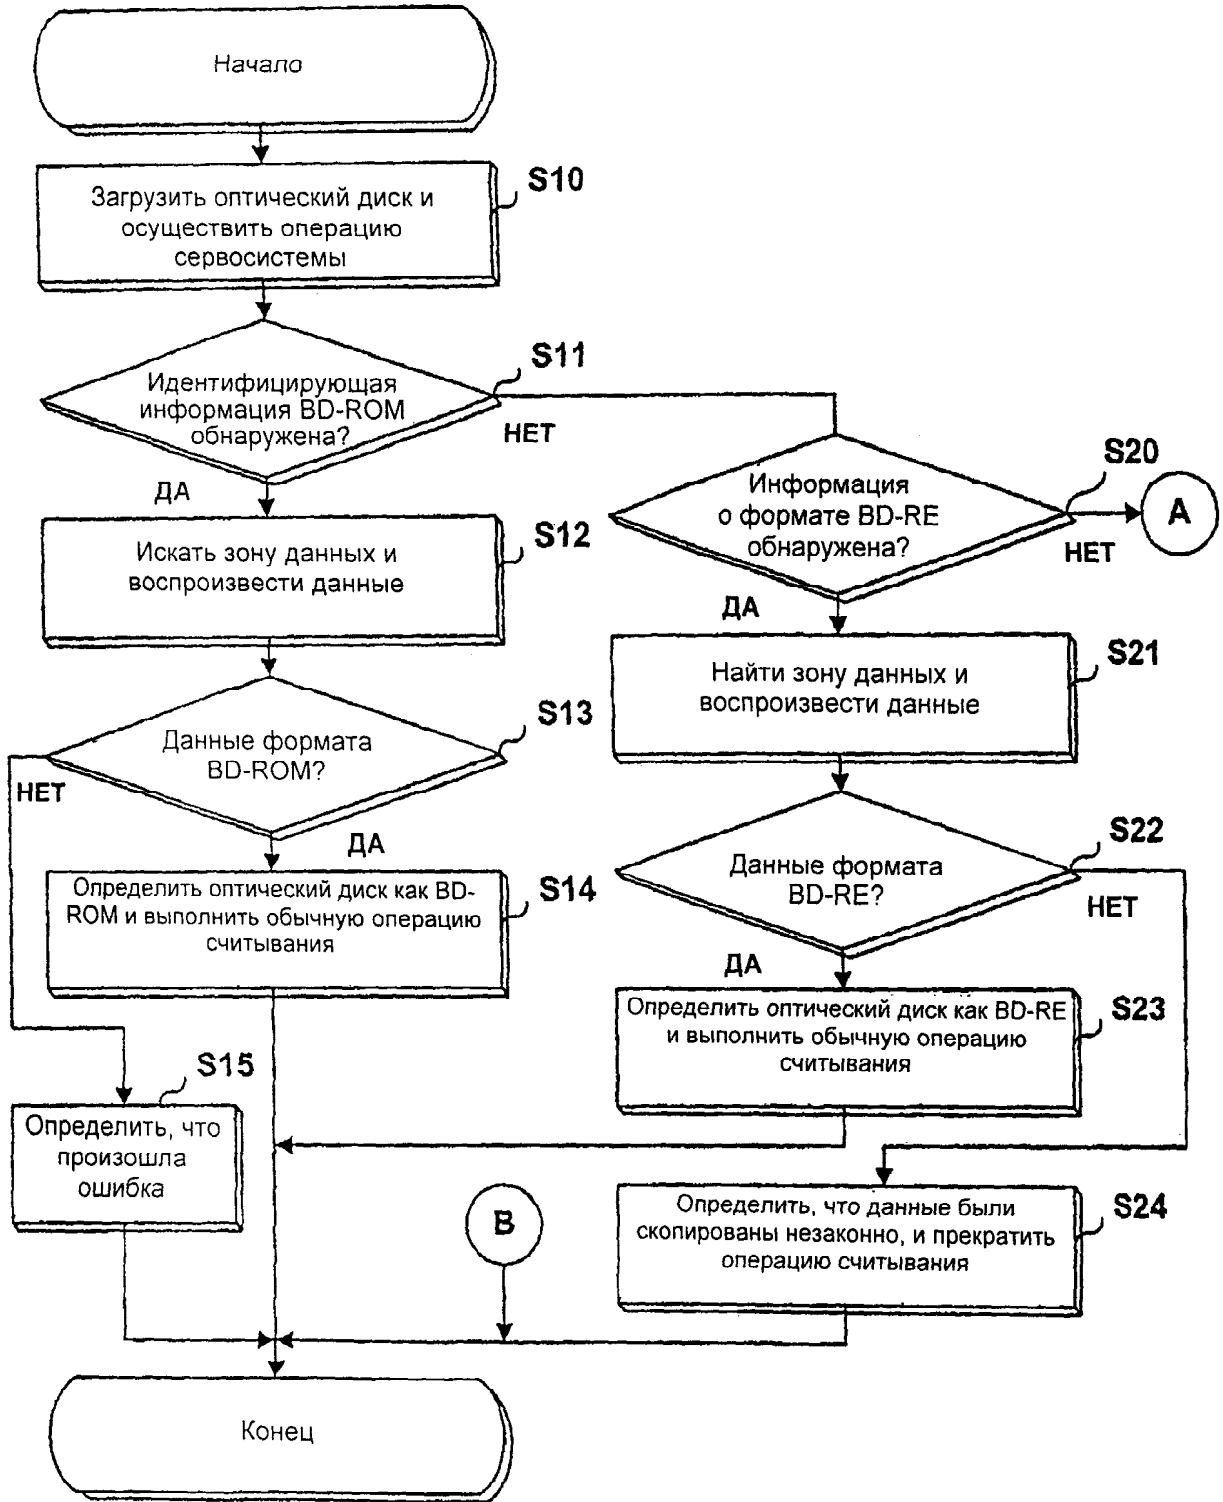 Начало
S10
Загрузить оптический диск и
осуществить операцию
сервосистемы
S11
Идентифицирующая
информация BD-ROM
обнаружена?
НЕТ
ДА
S12
Искать зону данных и
воспроизвести данные
S13
Данные формата
BD-ROM?
НЕТ
ДА
S14
Определить оптический диск как BD-
ROM и выполнить обычную операцию
считывания
S15
Определить, что
произошла
ошибка
S20
Информация
о формате BD-RE
обнаружена?
НЕТ
A
ДА
S21
Найти зону данных и
воспроизвести данные
S22
Данные формата
BD-RE?
НЕТ
ДА
S23
Определить оптический диск как BD-RE
и выполнить обычную операцию
считывания
S24
Определить, что данные были
скопированы незаконно, и прекратить
операцию считывания
B
Конец